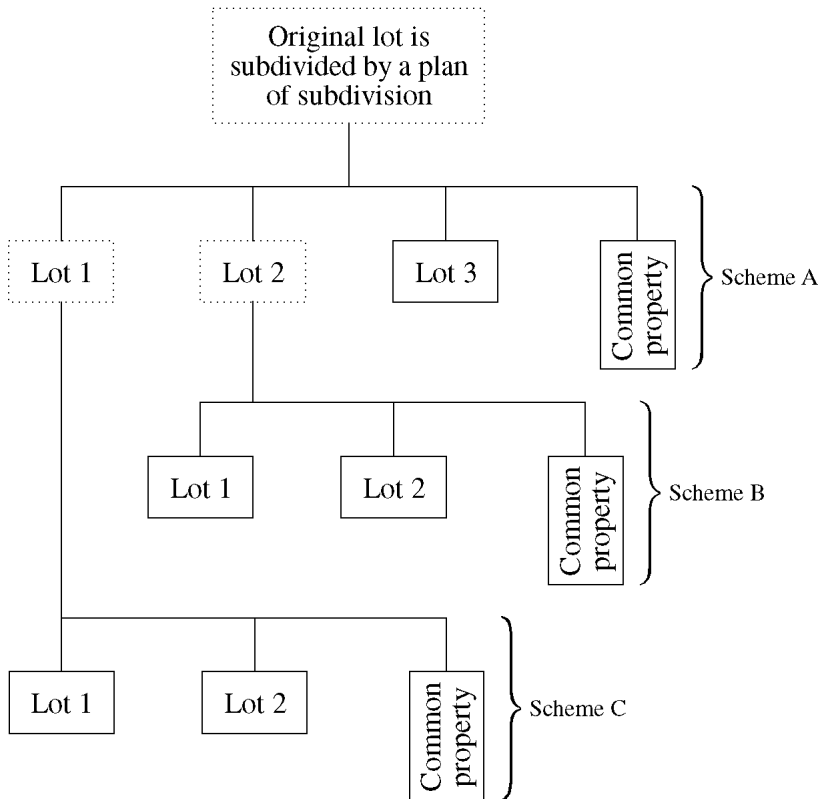 Original lot is
subdivided by a plan
of subdivision
Lot 1
Lot 2
Lot 3
Common
property
Scheme A
Lot 1
Lot 2
Common
property
Scheme B
Lot 1
Lot 2
Common
property
Scheme C